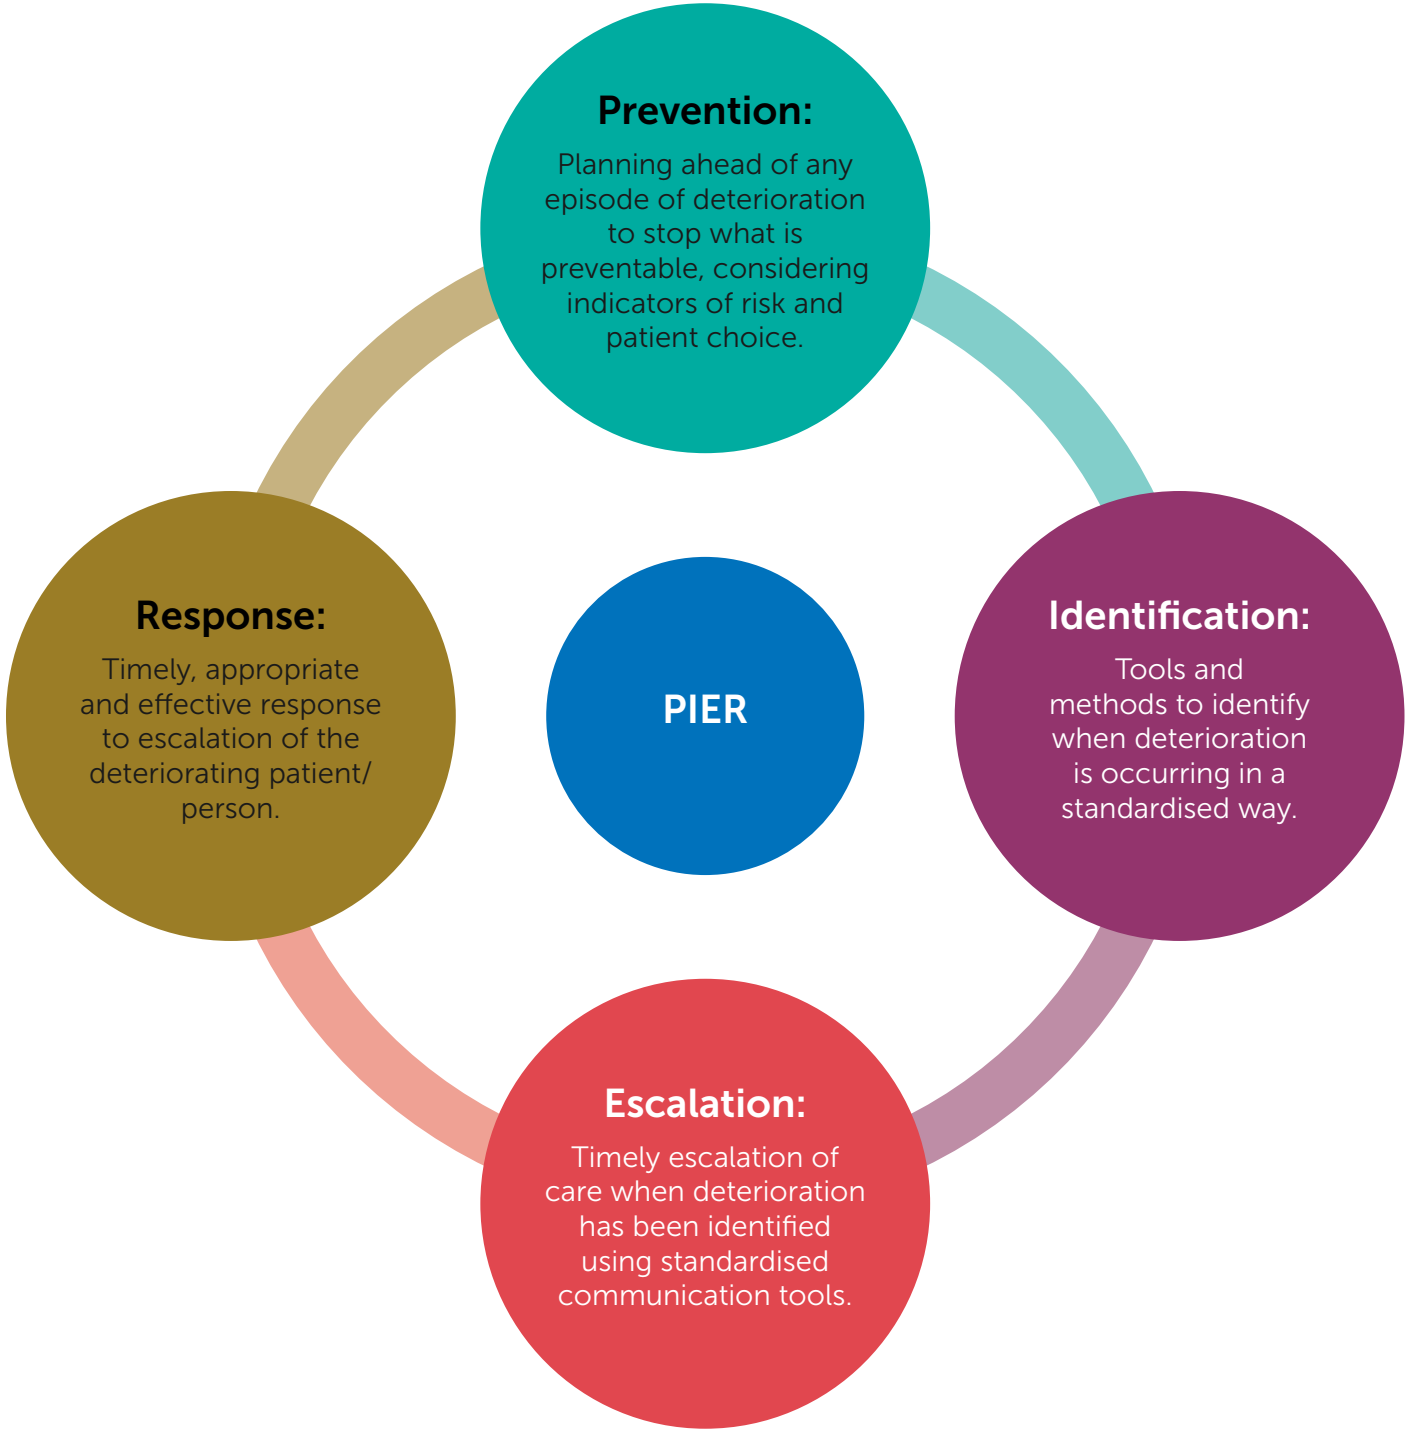 Prevention:
Planning ahead of any
episode of deterioration
to stop what is
preventable, considering
indicators of risk and
patient choice.
Response:
Timely, appropriate
and effective response
to escalation of the
deteriorating patient/
person.
PIER
Identification:
Tools and
methods to identify
when deterioration
is occurring in a
standardised way.
Escalation:
Timely escalation of
care when deterioration
has been identified
using standardised
communication tools.